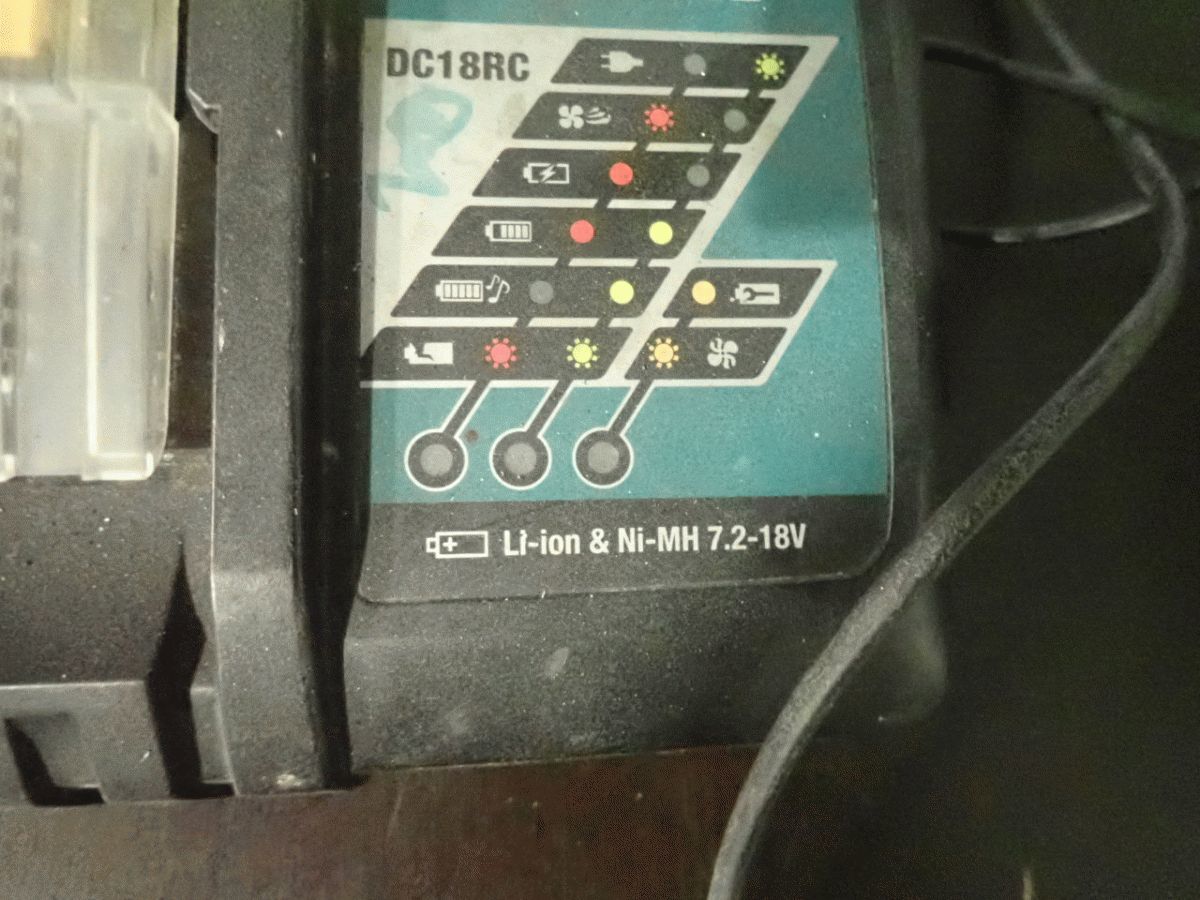 DC18RC
Li-ion & Ni-MH 7.2-18V